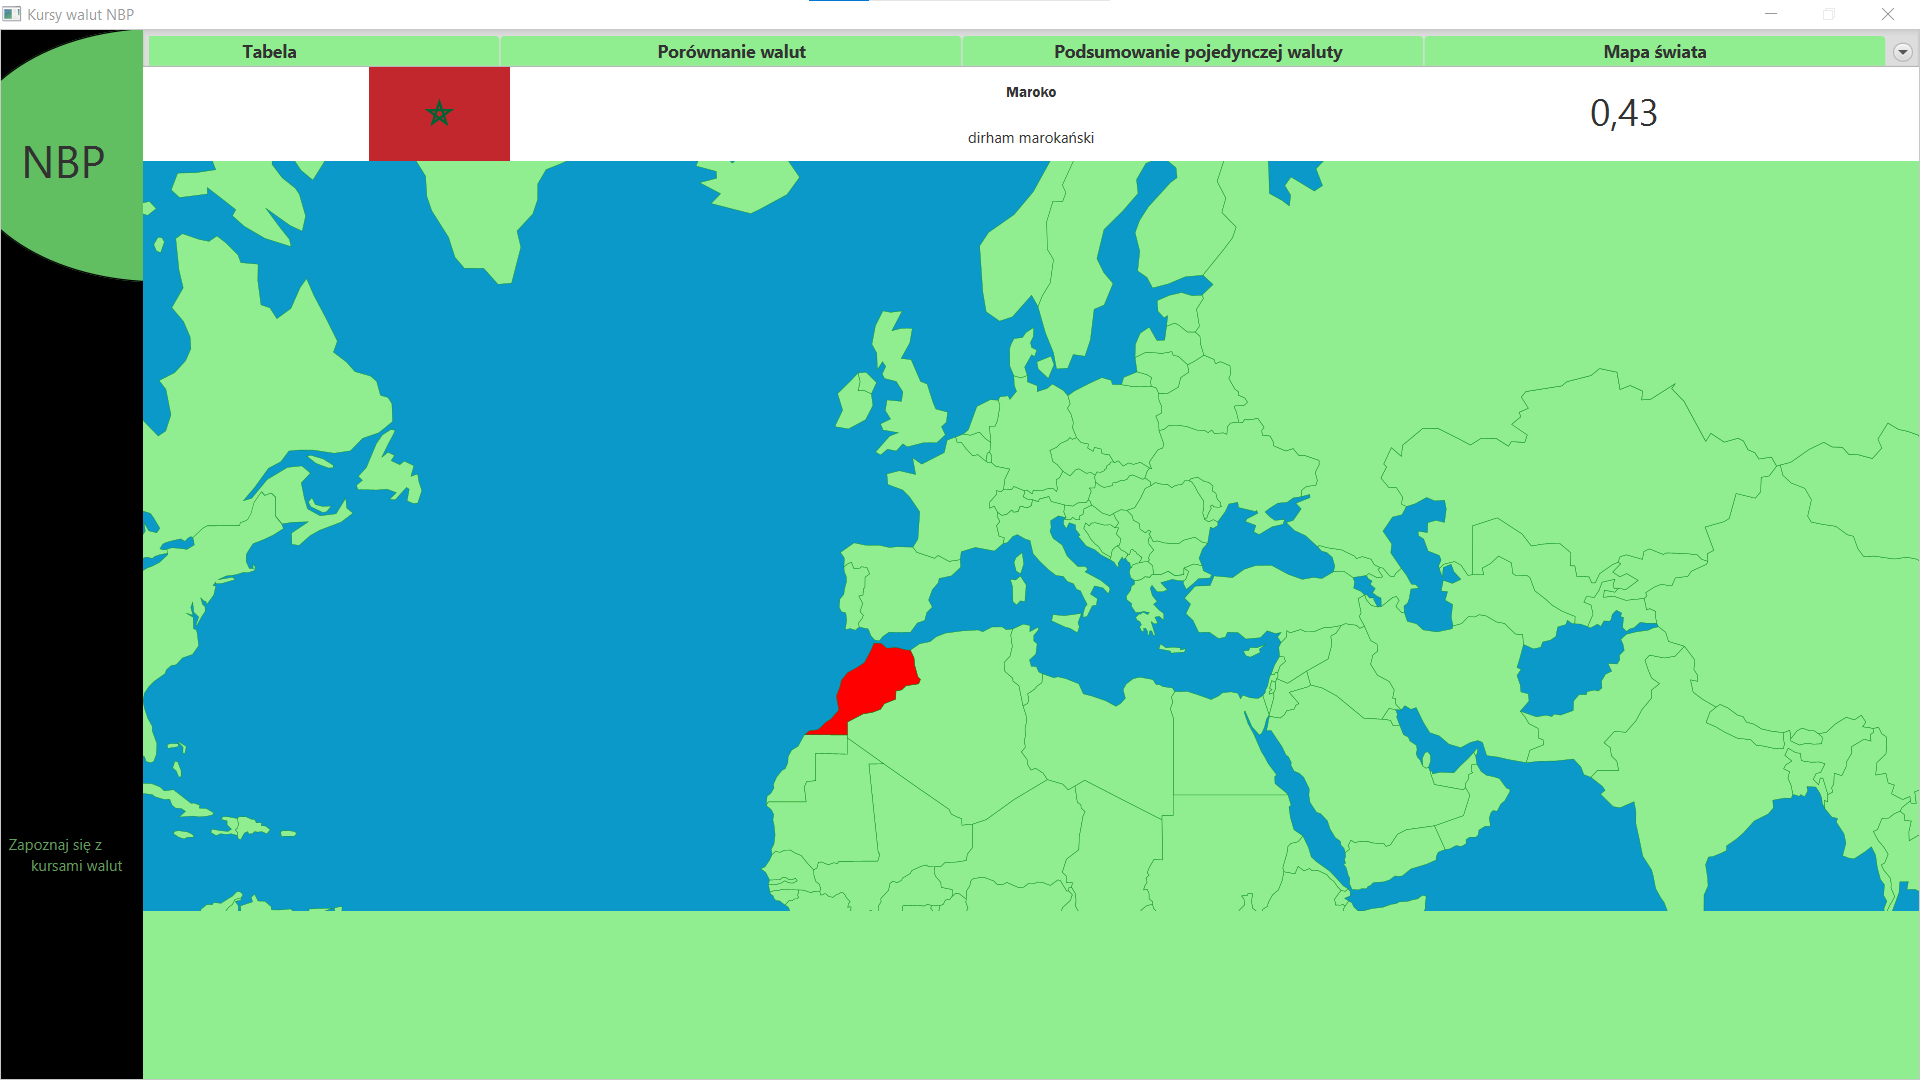 Kursy walut NBP
Tabela
Porównanie walut
Podsumowanie pojedynczej waluty
Mapa świata
NBP
Maroko
dirham marokański
0,43
Zapoznaj się z
kursami walut